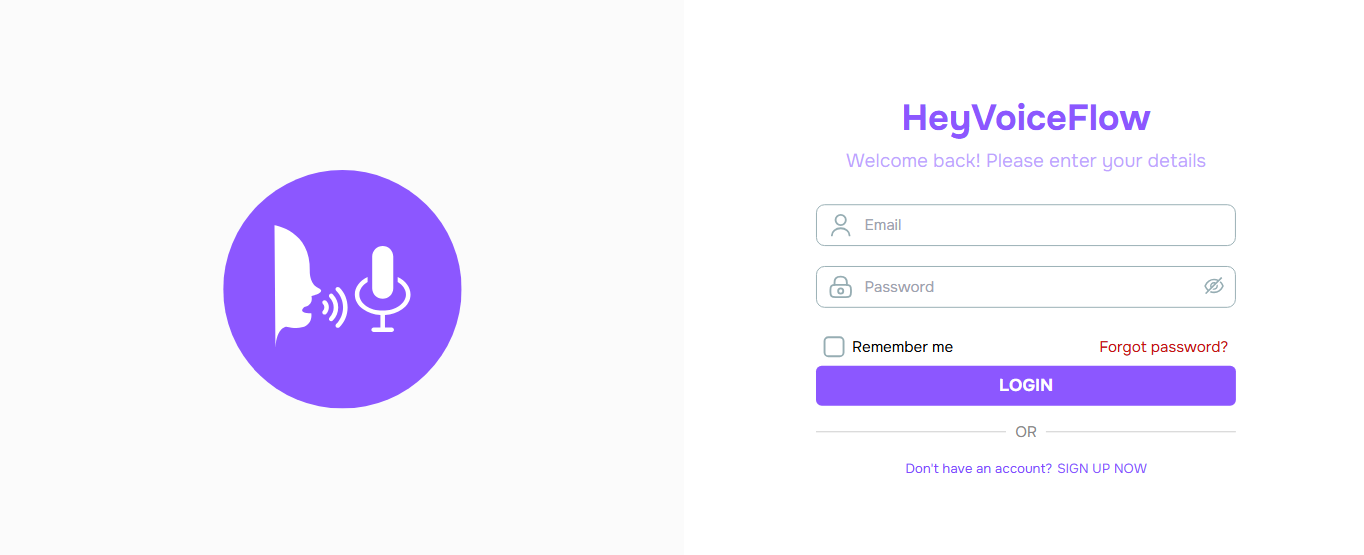 HeyVoiceFlow
Welcome back! Please enter your details
Email
Password
Remember me Forgot password?
LOGIN
OR
Don't have an account? SIGN UP NOW